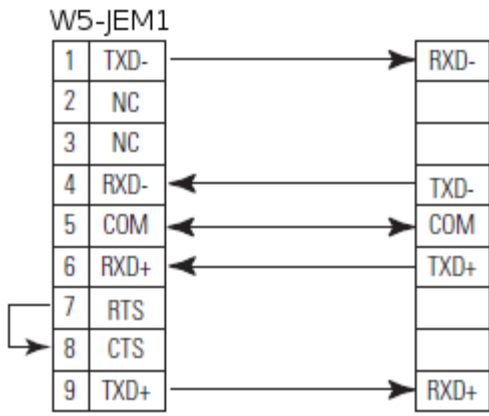 W5-JEM1
1 TXD- RXD-
2 NC
3 NC
4 RXD- TXD-
5 COM COM
6 RXD+ TXD+
7 RTS
8 CTS
9 TXD+ RXD+